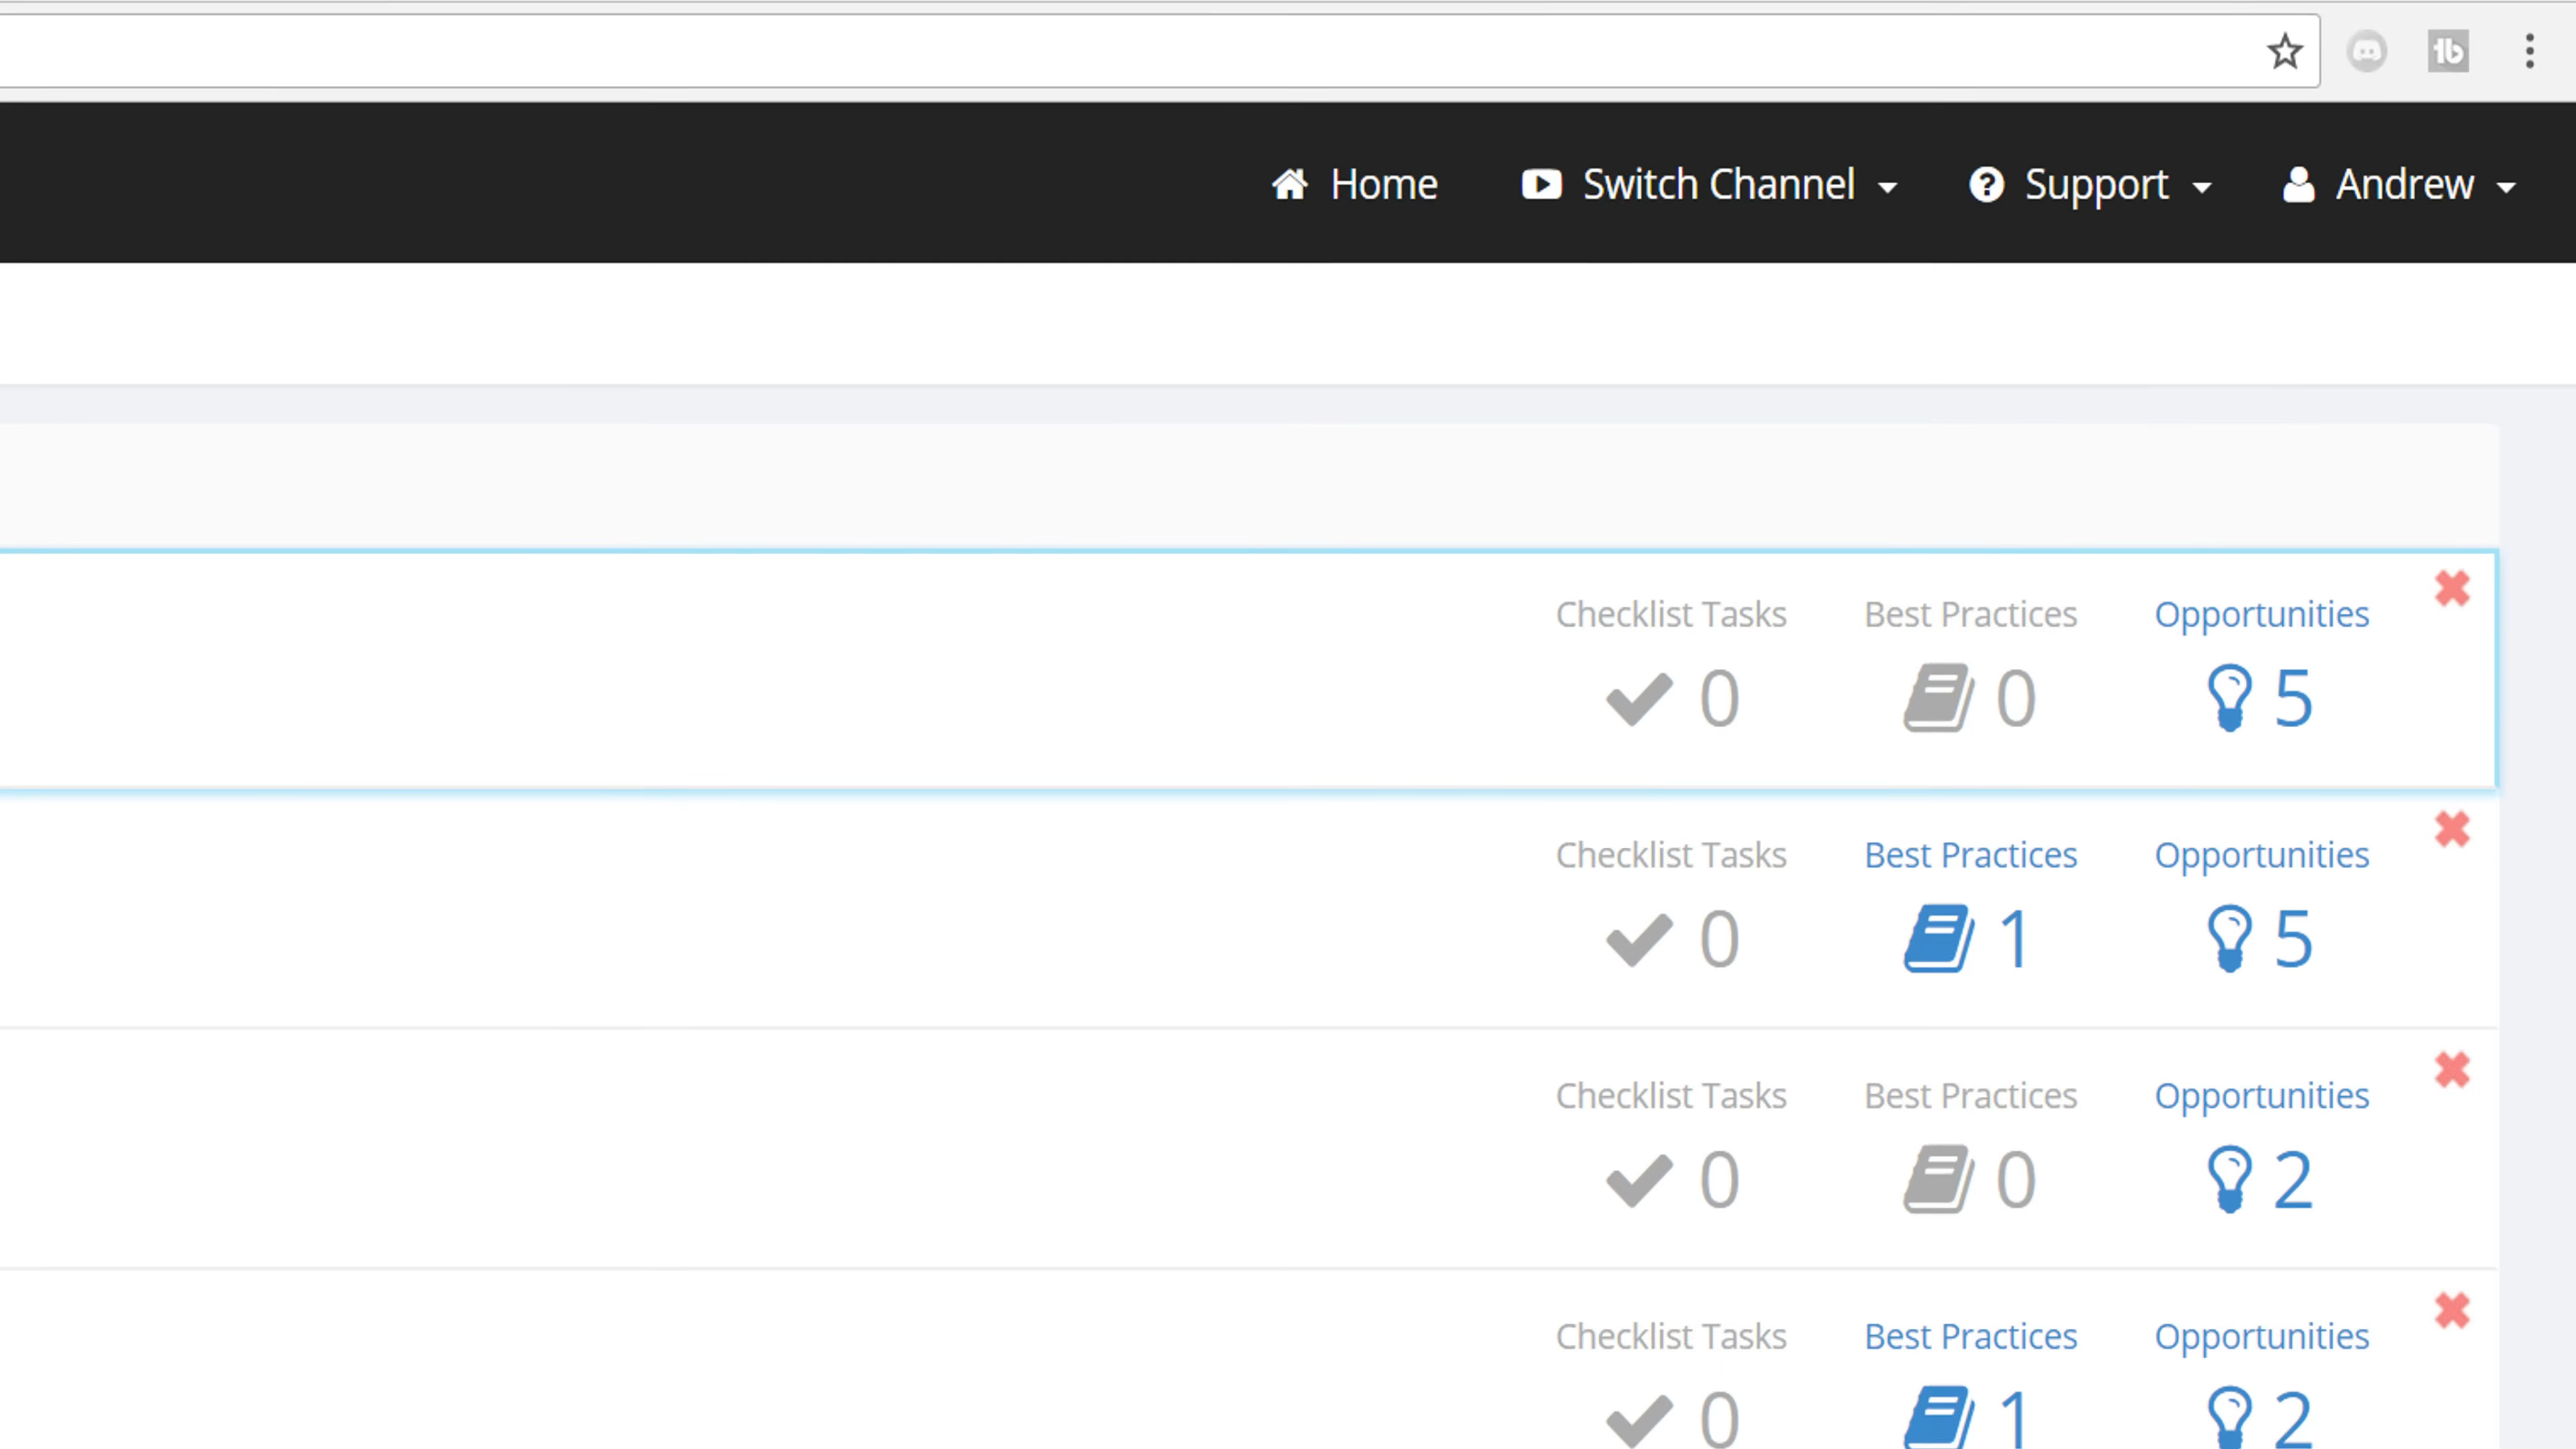 tb
Home Switch Channel Support Andrew
Checklist Tasks Best Practices Opportunities
0 0 5
Checklist Tasks Best Practices Opportunities
0 1 5
Checklist Tasks Best Practices Opportunities
0 0 2
Checklist Tasks Best Practices Opportunities
0 1 2